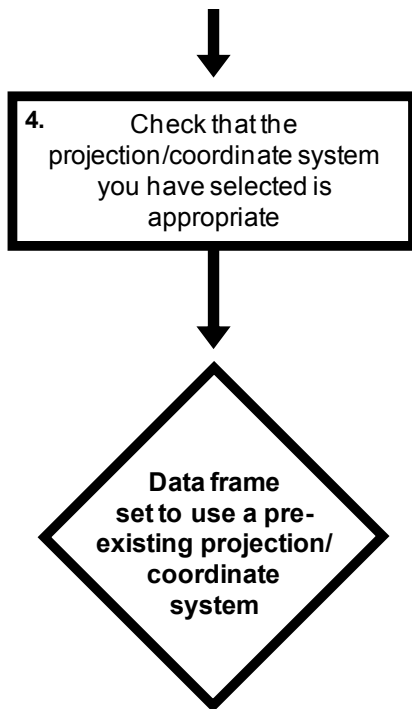 4. Check that the
projection/coordinate system
you have selected is
appropriate
Data frame
set to use a pre-
existing projection/
coordinate
system